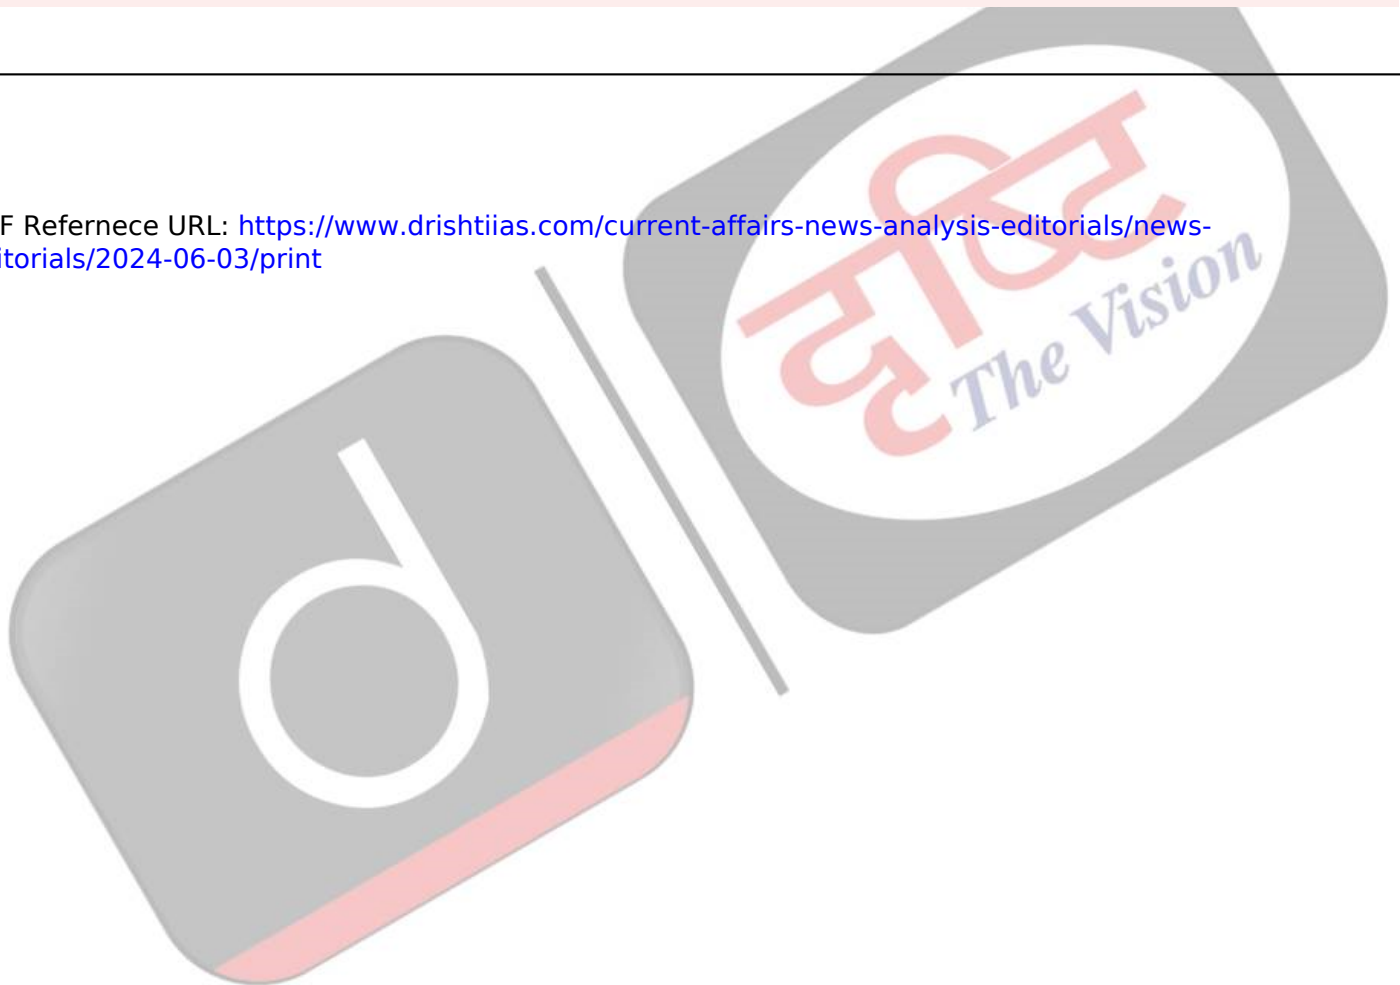 F Refernece URL: https://www.drishtiias.com/current-affairs-news-analysis-editorials/news-
itorials/2024-06-03/print
दृष्टि
The Vision
d